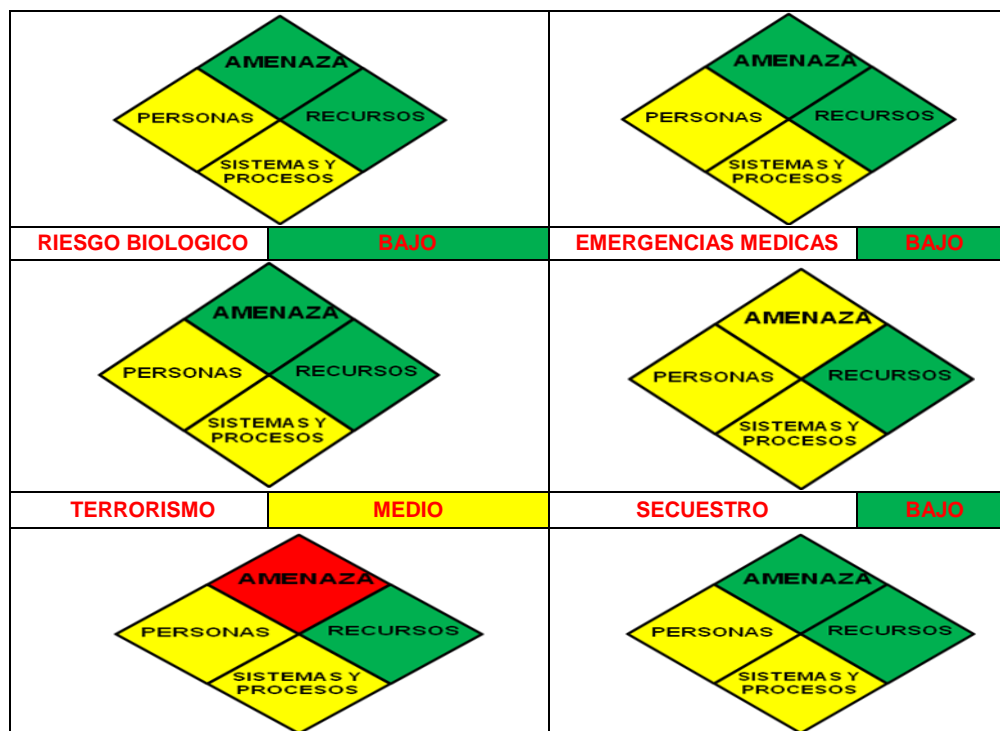 AMENAZA
PERSONAS
RECURSOS
SISTEMAS Y
PROCESOS
AMENAZA
PERSONAS
RECURSOS
SISTEMAS Y
PROCESOS
RIESGO BIOLOGICO BAJO EMERGENCIAS MEDICAS BAJO
AMENAZA
PERSONAS
RECURSOS
SISTEMAS Y
PROCESOS
AMENAZA
PERSONAS
RECURSOS
SISTEMAS Y
PROCESOS
TERRORISMO MEDIO SECUESTRO BAJO
AMENAZA
PERSONAS
RECURSOS
SISTEMAS Y
PROCESOS
AMENAZA
PERSONAS
RECURSOS
SISTEMAS Y
PROCESOS